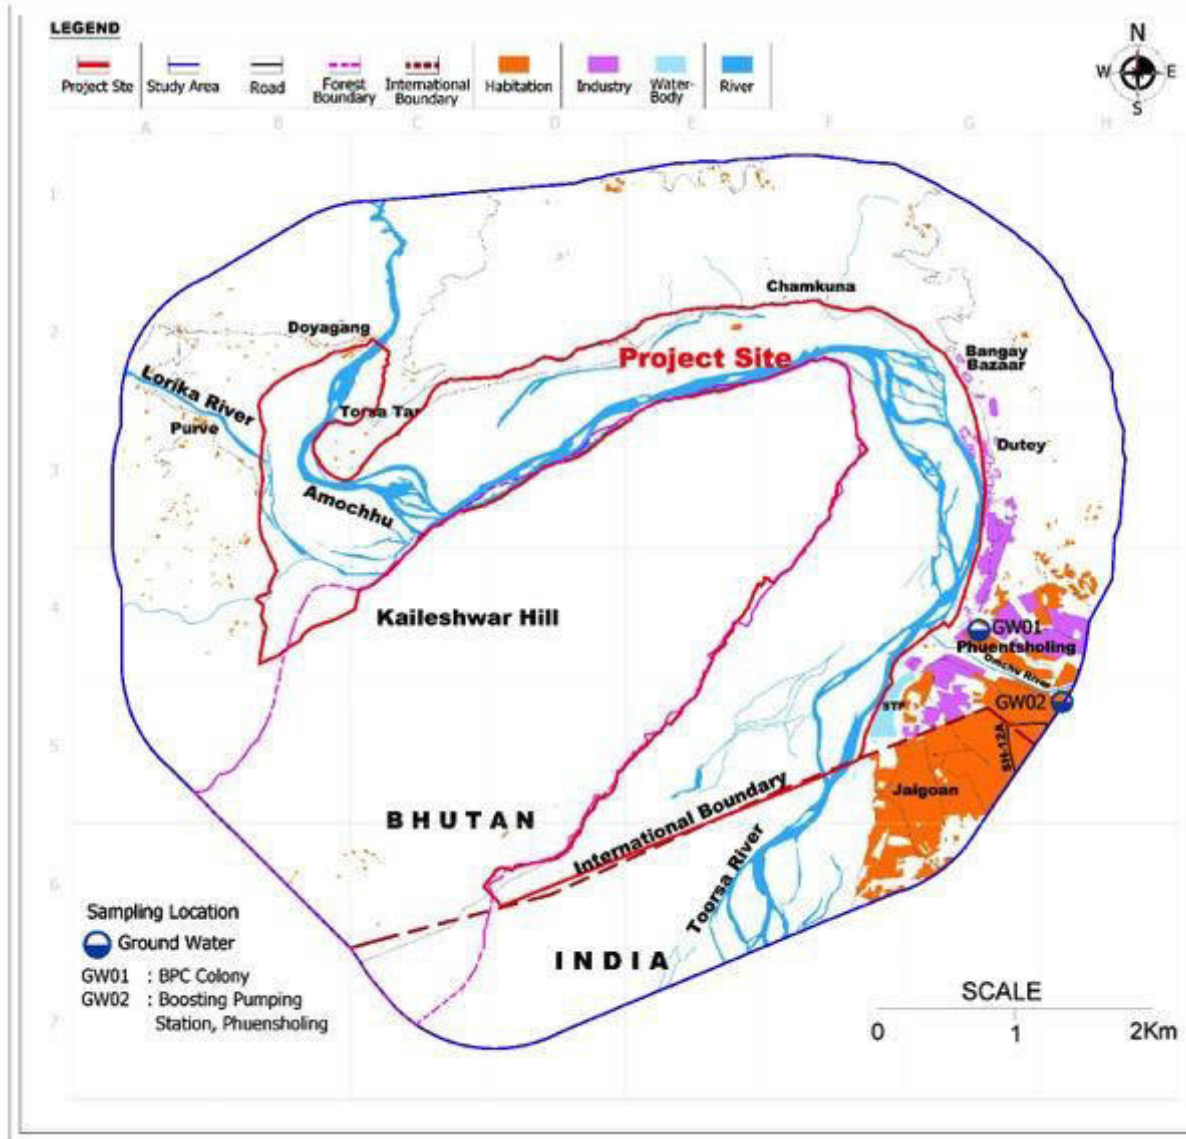 LEGEND
Project Ste
Study Area
Road
Forest
Boundary
International
Boundary
Habitation
Industry
Water-
Body
River
N
W
E
S
A
B
C
D
E
F
G
H
1
2
3
4
5
6
7
Chamkuna
Doyagang
Project Site
Bangay
Bazaar
Lorika River
Torsa Tar
Purve
Dutey
Amochhu
Kaileshwar Hill
GW01
Phuentsholing
Omchu River
GW02
STP
SH-12A
Jaigoan
International Boundary
BHUTAN
Toorsa River
INDIA
Sampling Location
Ground Water
GW01 : BPC Colony
GW02 : Boosting Pumping
Station, Phuensholing
SCALE
0 1 2Km